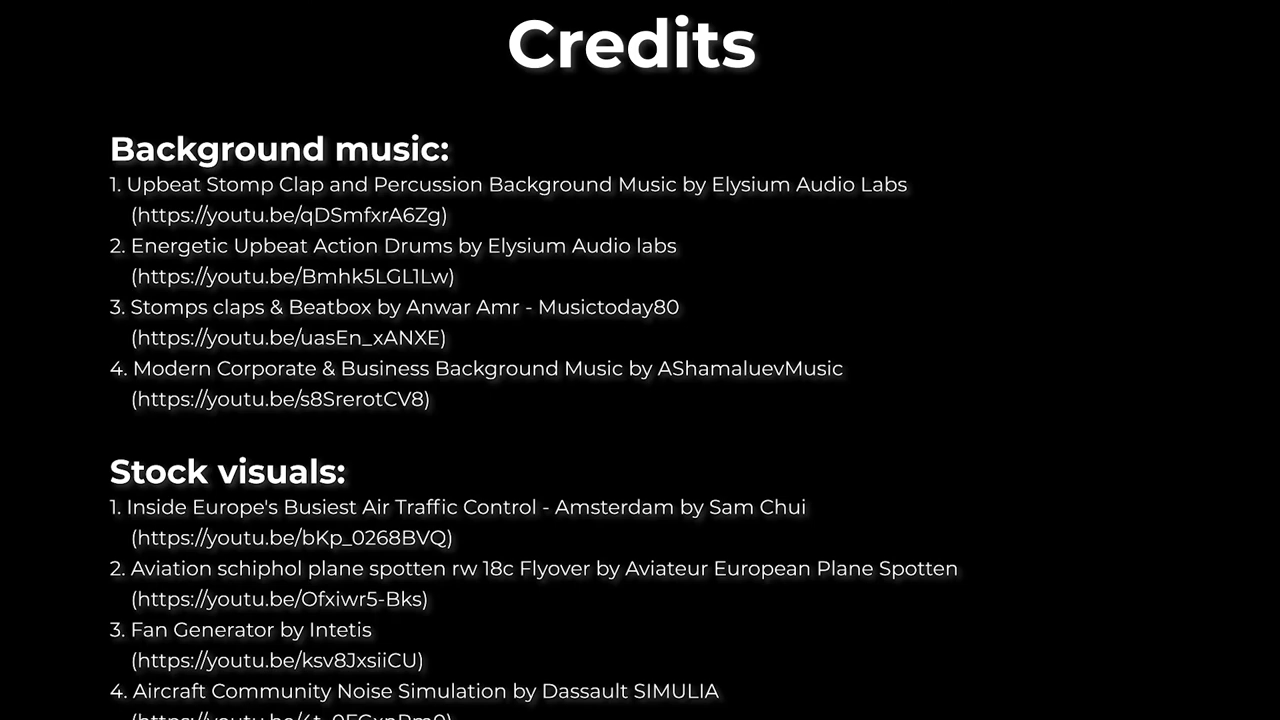 Credits
Background music:
1. Upbeat Stomp Clap and Percussion Background Music by Elysium Audio Labs
(https://youtu.be/qDSmfxrA6Zg)
2. Energetic Upbeat Action Drums by Elysium Audio labs
(https://youtu.be/Bmhk5LGL1Lw)
3. Stomps claps & Beatbox by Anwar Amr - Musictoday80
(https://youtu.be/uasEn_xANXE)
4. Modern Corporate & Business Background Music by AShamaluevMusic
(https://youtu.be/s8SrerotCV8)
Stock visuals:
1. Inside Europe's Busiest Air Traffic Control - Amsterdam by Sam Chui
(https://youtu.be/bKp_0268BVQ)
2. Aviation schiphol plane spotten rw 18c Flyover by Aviateur European Plane Spotten
(https://youtu.be/Ofxiwr5-Bks)
3. Fan Generator by Intetis
(https://youtu.be/ksv8JxsiiCU)
4. Aircraft Community Noise Simulation by Dassault SIMULIA